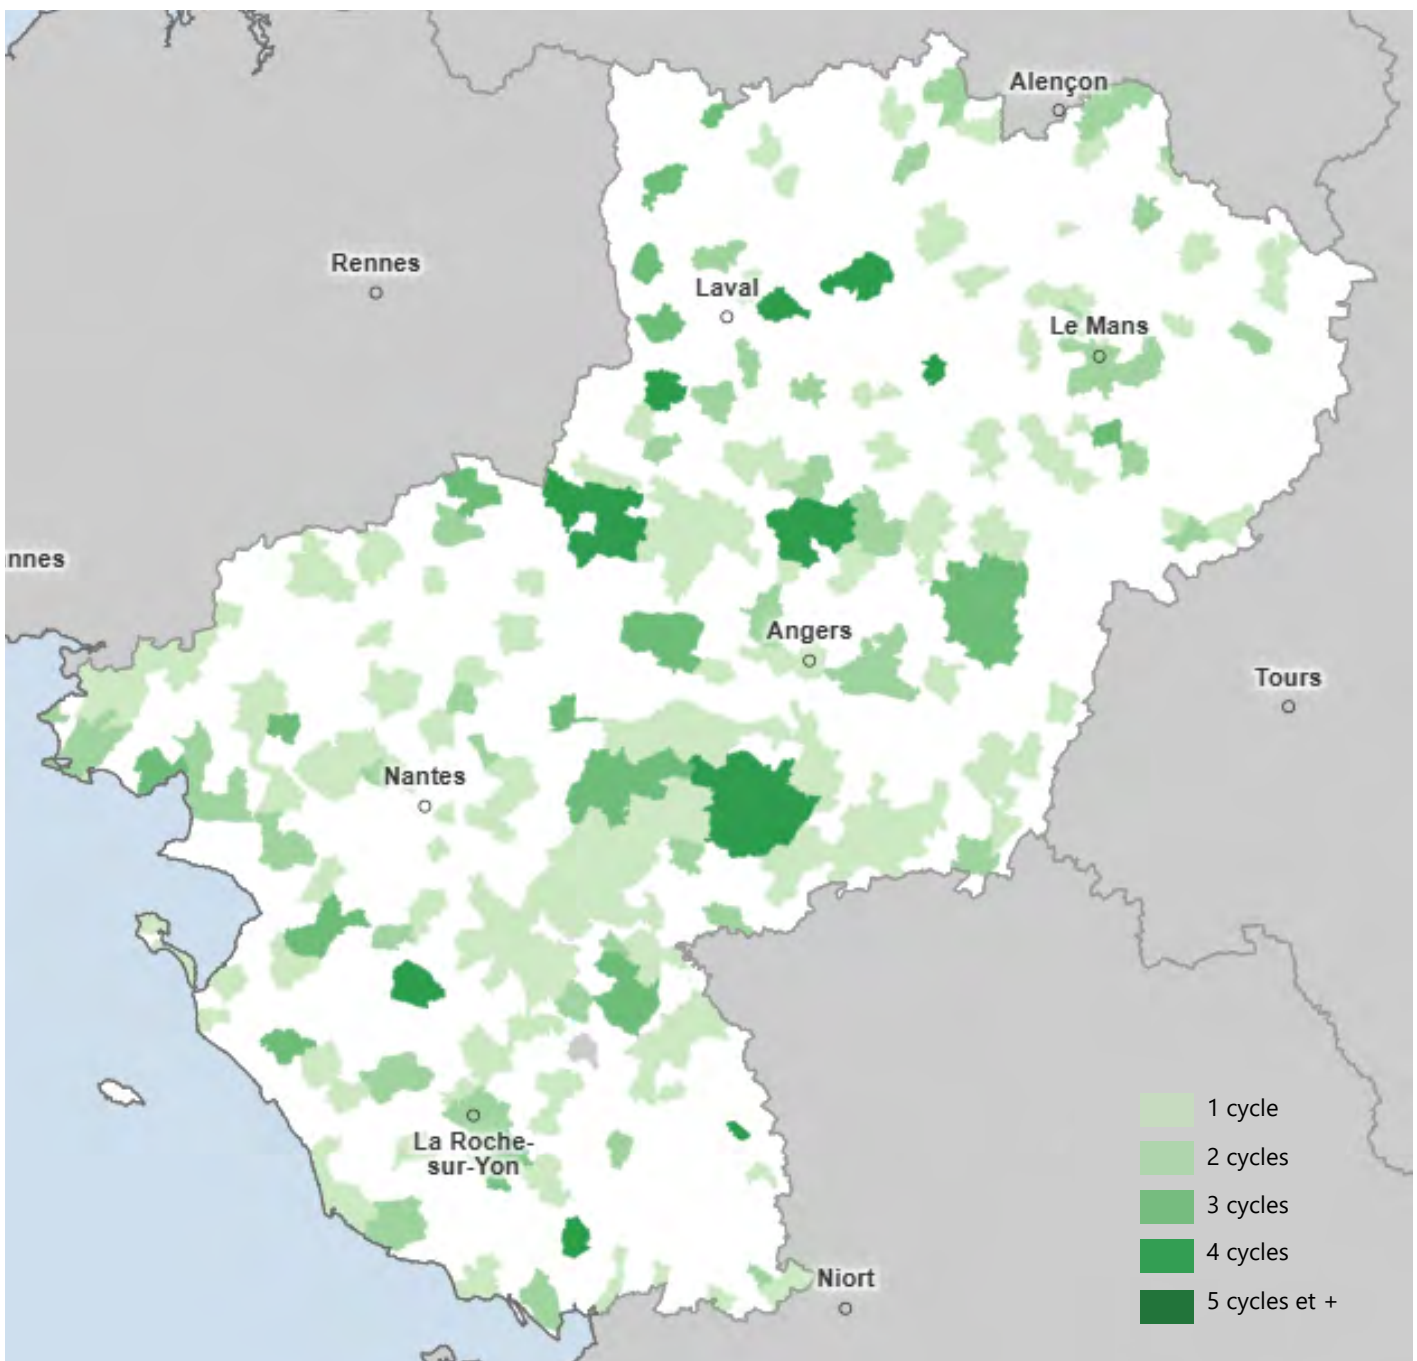 Alençon
Rennes
Laval
Le Mans
nnes
Angers
Tours
Nantes
La Roche-
sur-Yon
Niort
1 cycle
2 cycles
3 cycles
4 cycles
5 cycles et +